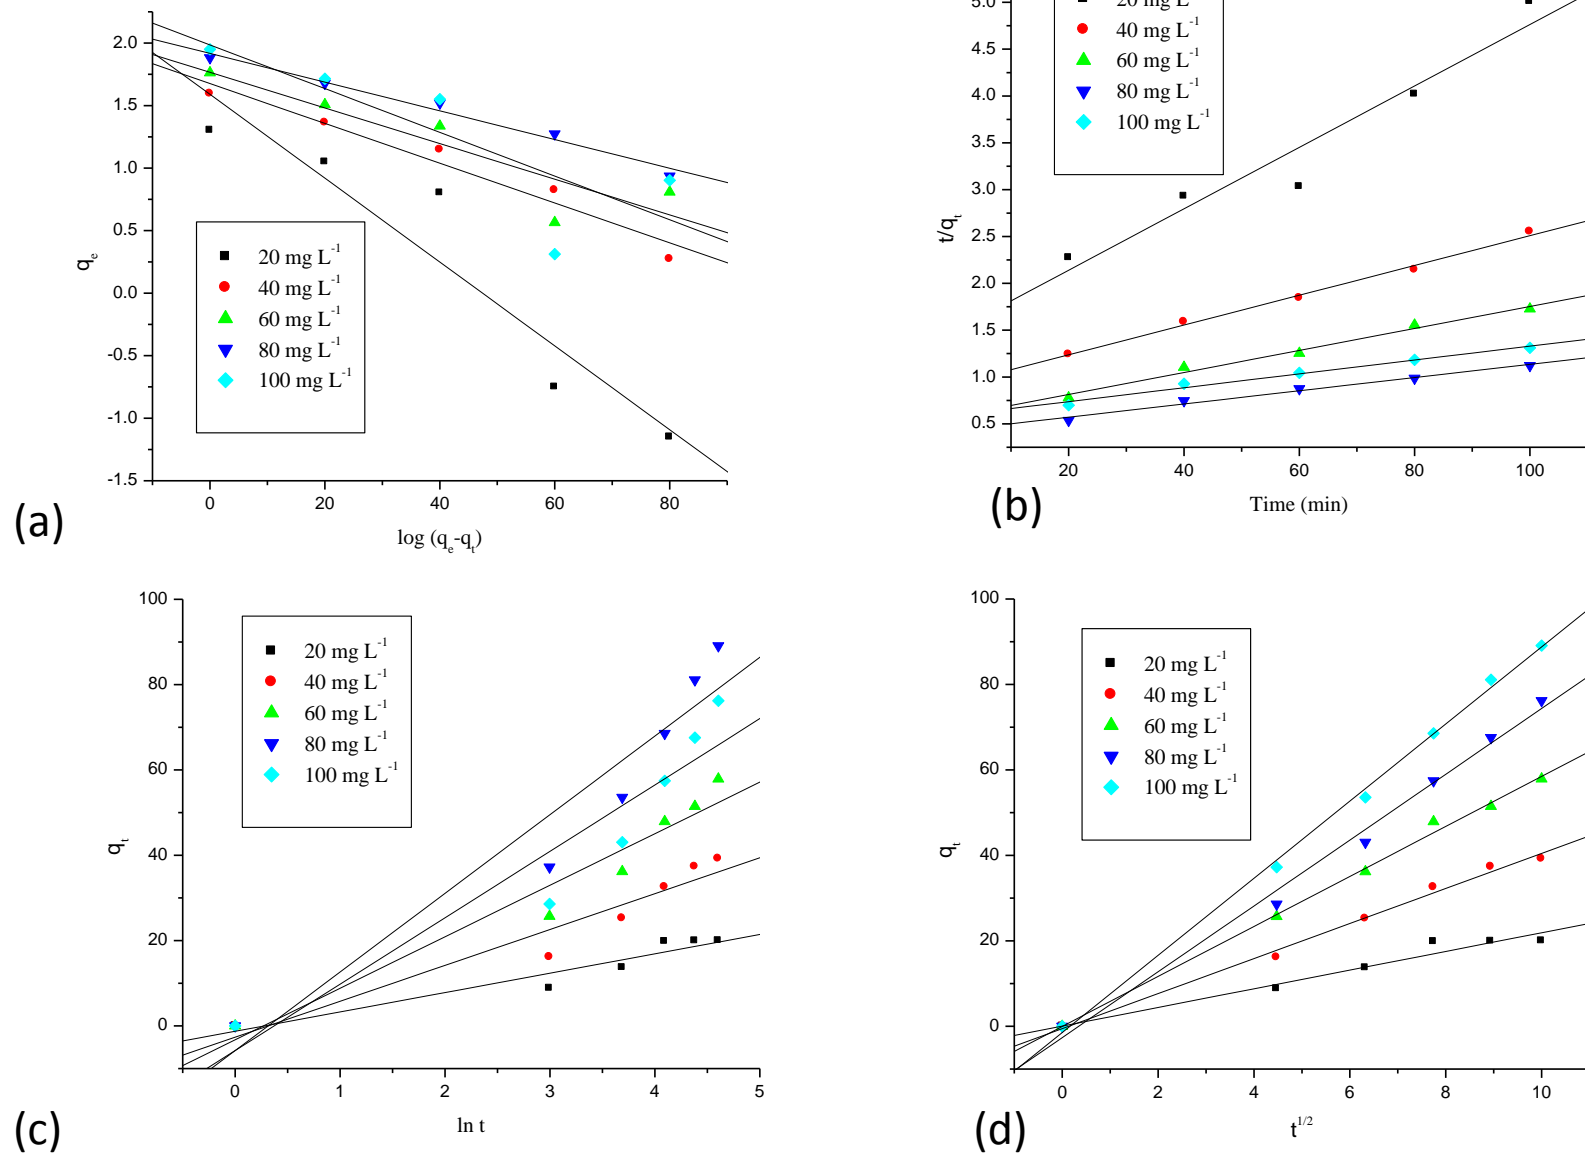 2.0
1.5
1.0
0.5
0.0
-0.5
-1.0
-1.5
q_e
20 mg L^-1
40 mg L^-1
60 mg L^-1
80 mg L^-1
100 mg L^-1
0 20 40 60 80
log (q_e-q_t)
(a)
5.0
4.5
4.0
3.5
3.0
2.5
2.0
1.5
1.0
0.5
t/q_t
20 mg L^-1
40 mg L^-1
60 mg L^-1
80 mg L^-1
100 mg L^-1
20 40 60 80 100
Time (min)
(b)
100
80
60
40
20
0
q_t
20 mg L^-1
40 mg L^-1
60 mg L^-1
80 mg L^-1
100 mg L^-1
0 1 2 3 4 5
ln t
(c)
100
80
60
40
20
0
q_t
20 mg L^-1
40 mg L^-1
60 mg L^-1
80 mg L^-1
100 mg L^-1
0 2 4 6 8 10
t^1/2
(d)